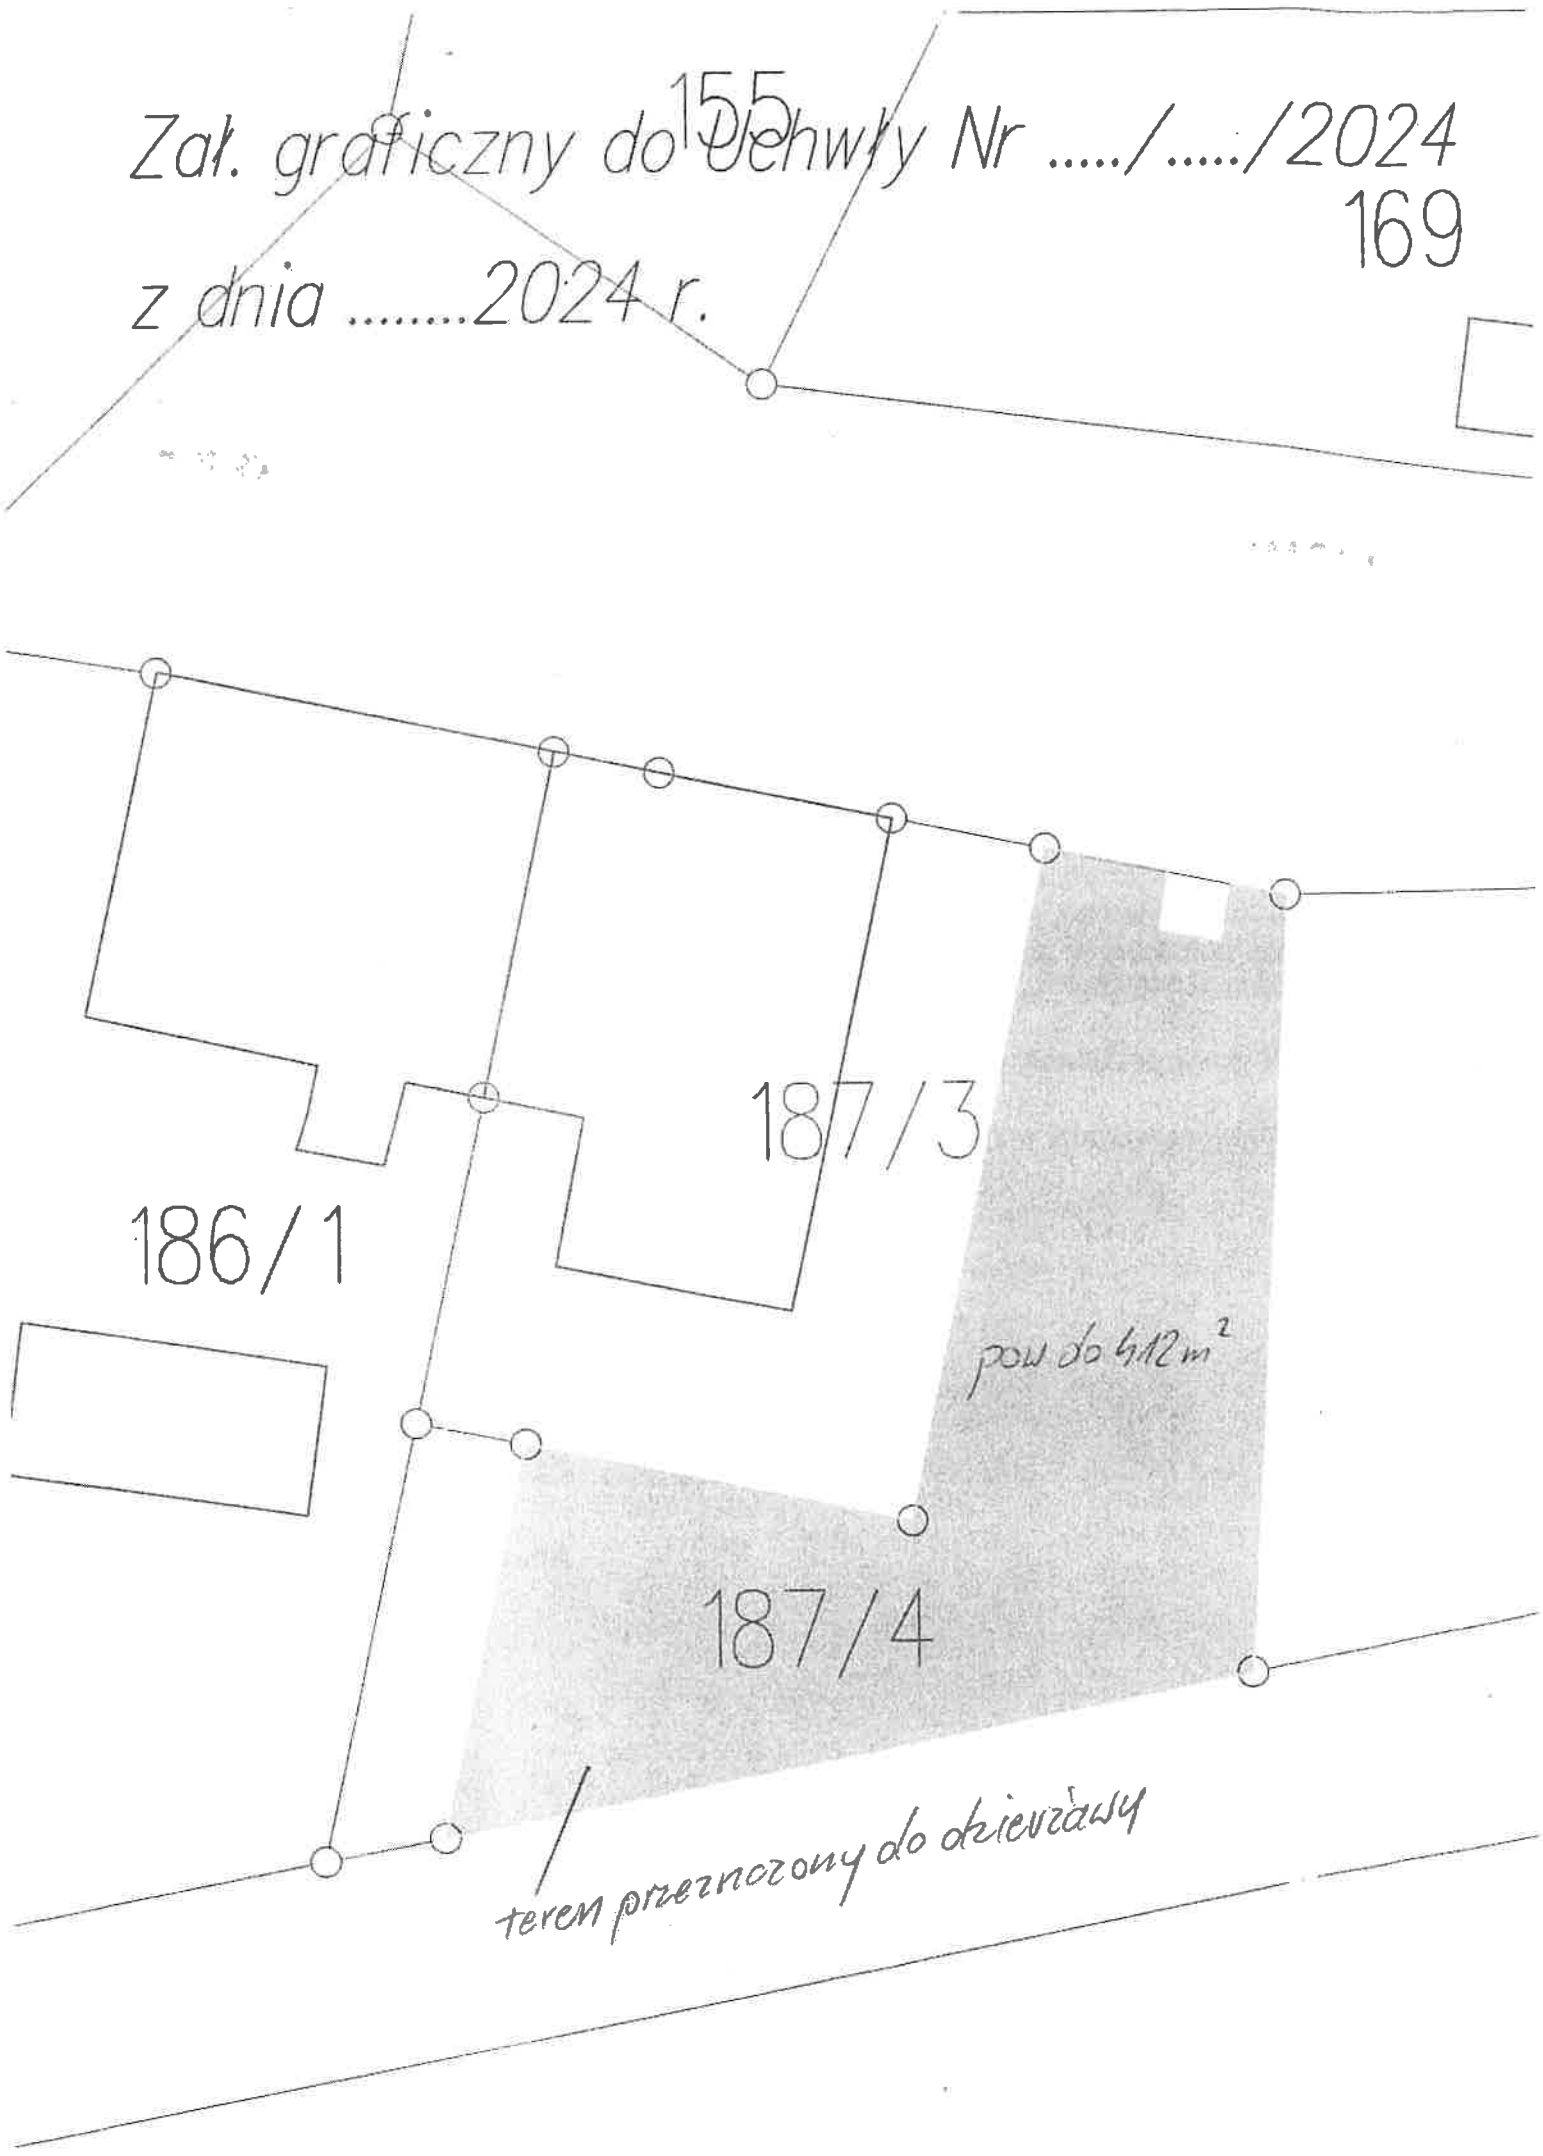 155
Zał. graficzny do Uchwły Nr ...../...../2024
169
z dnia ........2024 r.
187/3
186/1
pow do 412 m²
187/4
teren przeznaczony do dzierżawy